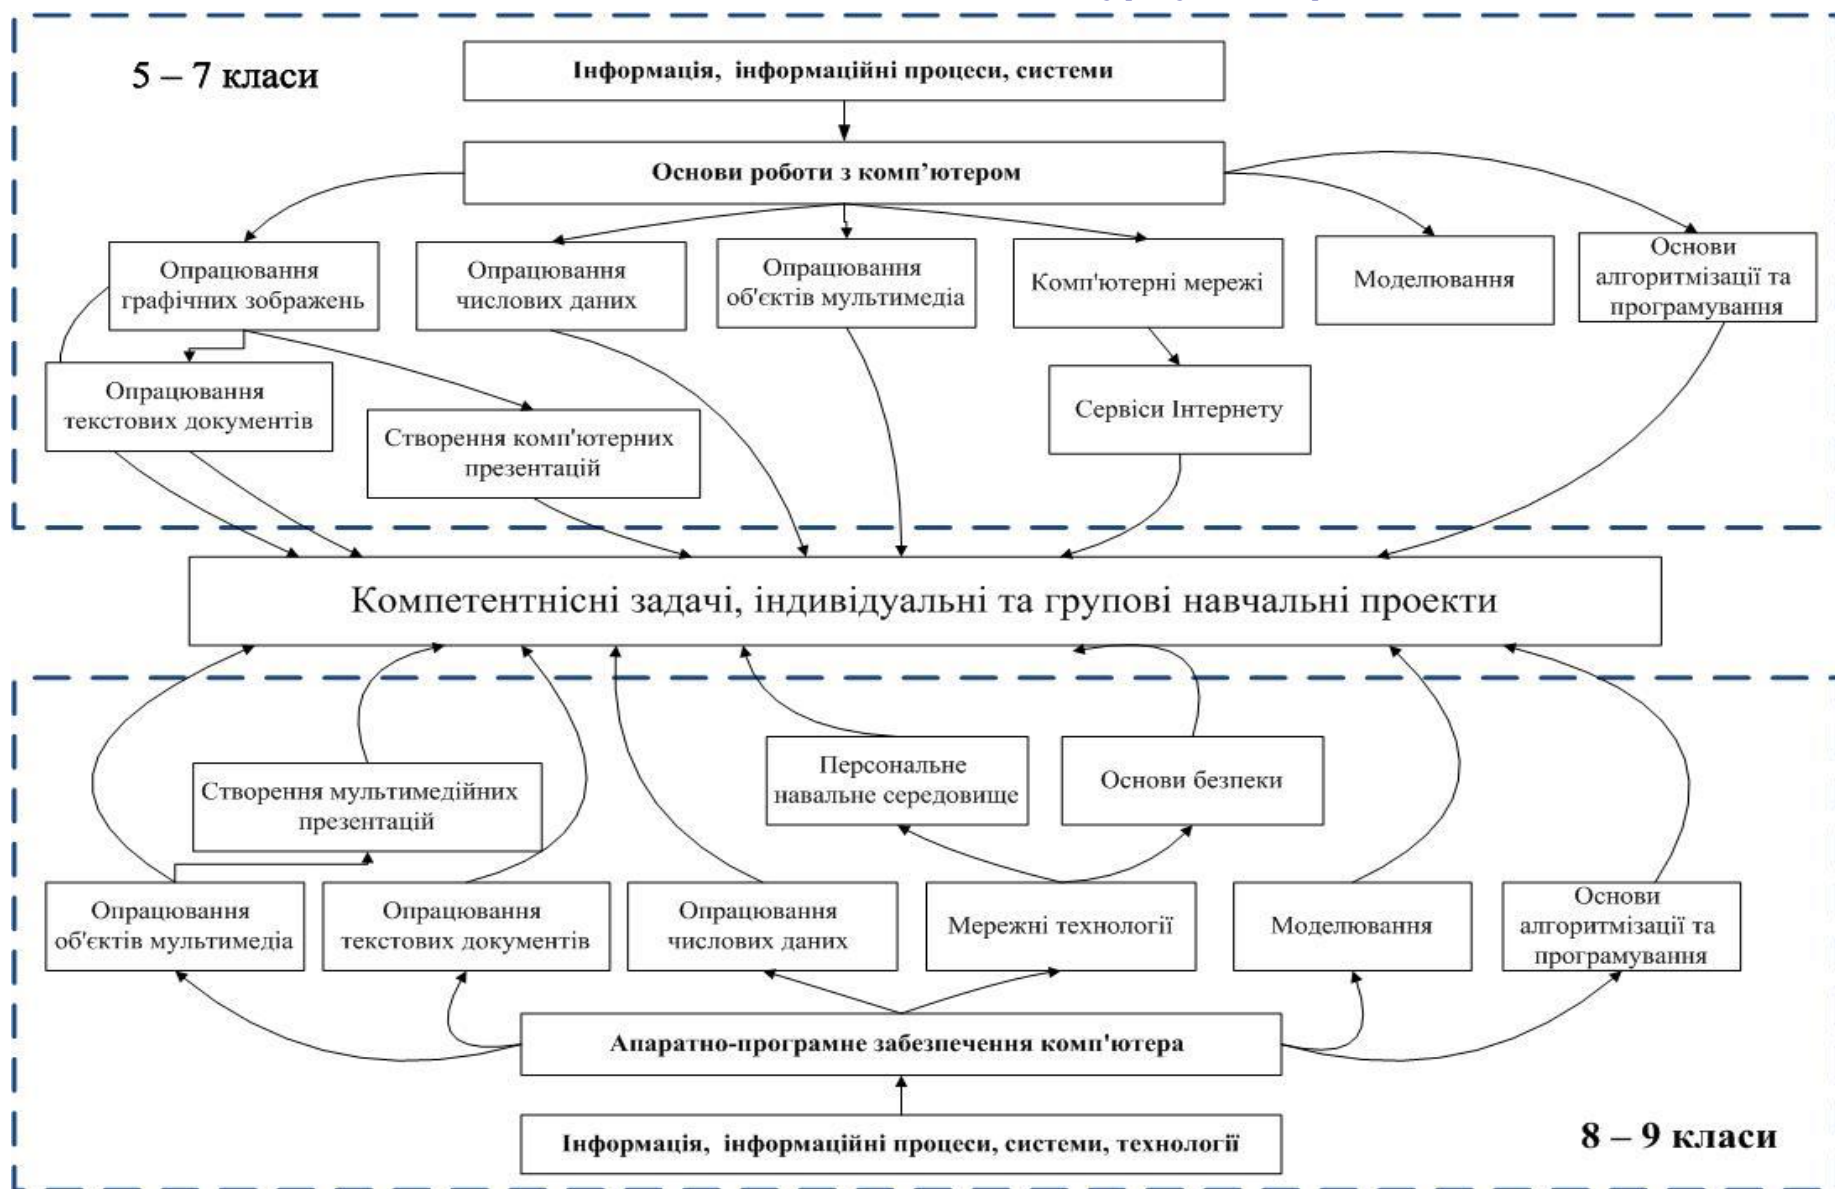 5 – 7 класи
Інформація, інформаційні процеси, системи
Основи роботи з комп’ютером
Опрацювання
графічних зображень
Опрацювання
числових даних
Опрацювання
об'єктів мультимедіа
Комп'ютерні мережі
Моделювання
Основи
алгоритмізації та
програмування
Опрацювання
текстових документів
Створення комп'ютерних
презентацій
Сервіси Інтернету
Компетентнісні задачі, індивідуальні та групові навчальні проекти
Створення мультимедійних
презентацій
Персональне
навальне середовище
Основи безпеки
Опрацювання
об'єктів мультимедіа
Опрацювання
текстових документів
Опрацювання
числових даних
Мережні технології
Моделювання
Основи
алгоритмізації та
програмування
Апаратно-програмне забезпечення комп'ютера
Інформація, інформаційні процеси, системи, технології
8 – 9 класи